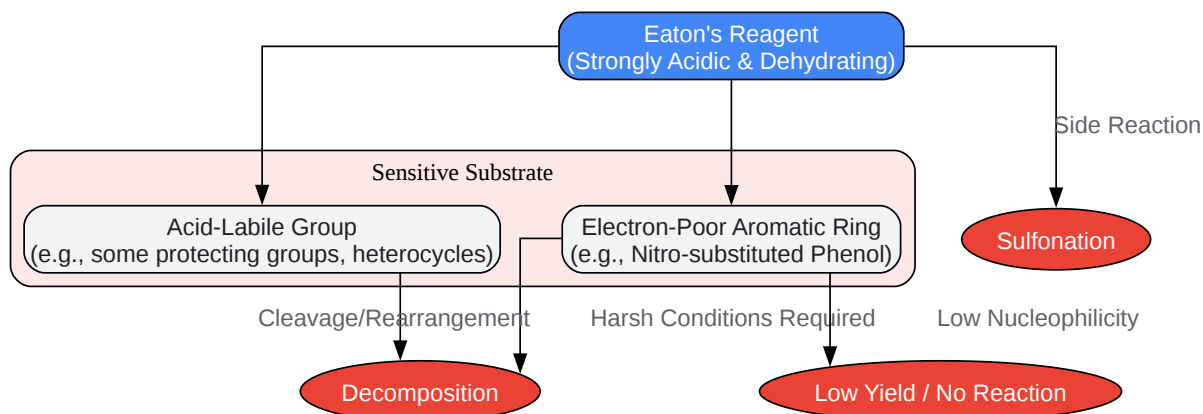 Eaton's Reagent
(Strongly Acidic & Dehydrating)
Side Reaction
Sensitive Substrate
Acid-Labile Group
(e.g., some protecting groups, heterocycles)
Electron-Poor Aromatic Ring
(e.g., Nitro-substituted Phenol)
Sulfonation
Cleavage/Rearrangement
Harsh Conditions Required
Low Nucleophilicity
Decomposition
Low Yield / No Reaction